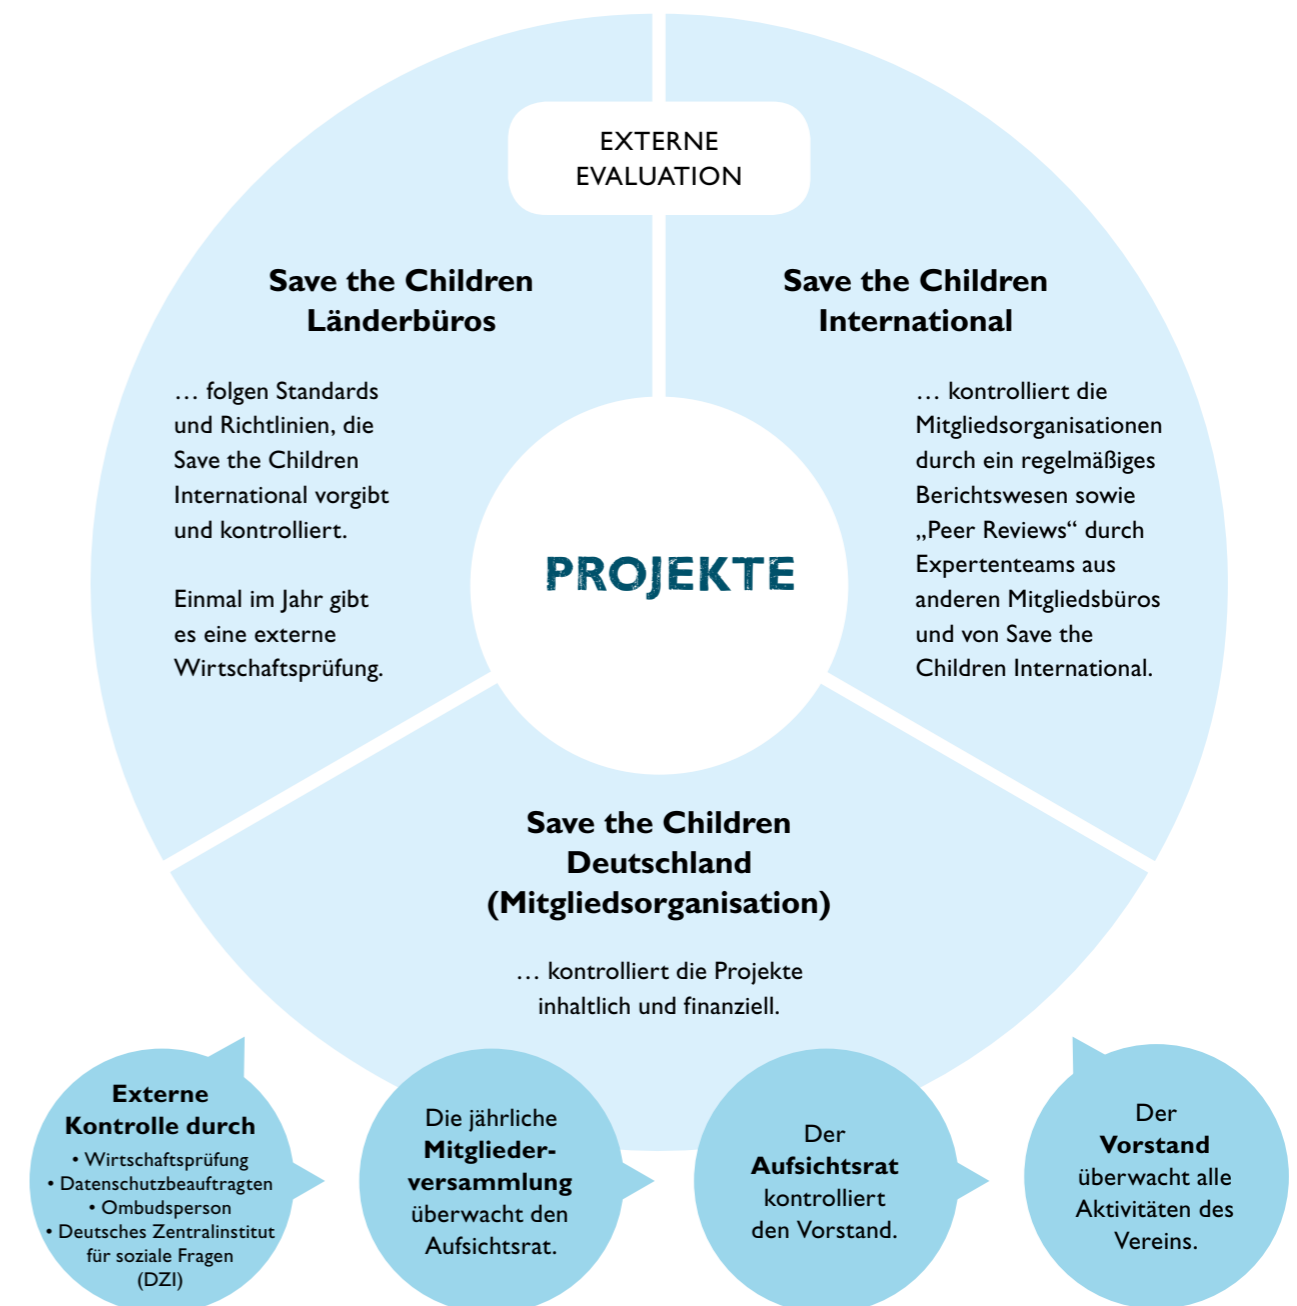 EXTERNE
EVALUATION
Save the Children
Länderbüros
… folgen Standards
und Richtlinien, die
Save the Children
International vorgibt
und kontrolliert.
Einmal im Jahr gibt
es eine externe
Wirtschaftsprüfung.
Save the Children
International
… kontrolliert die
Mitgliedsorganisationen
durch ein regelmäßiges
Berichtswesen sowie
„Peer Reviews“ durch
Expertenteams aus
anderen Mitgliedsbüros
und von Save the
Children International.
PROJEKTE
Save the Children
Deutschland
(Mitgliedsorganisation)
… kontrolliert die Projekte
inhaltlich und finanziell.
Externe
Kontrolle durch
• Wirtschaftsprüfung
• Datenschutzbeauftragten
• Ombudsperson
• Deutsches Zentralinstitut
für soziale Fragen
(DZI)
Die jährliche
Mitglieder-
versammlung
überwacht den
Aufsichtsrat.
Der
Aufsichtsrat
kontrolliert
den Vorstand.
Der
Vorstand
überwacht alle
Aktivitäten des
Vereins.